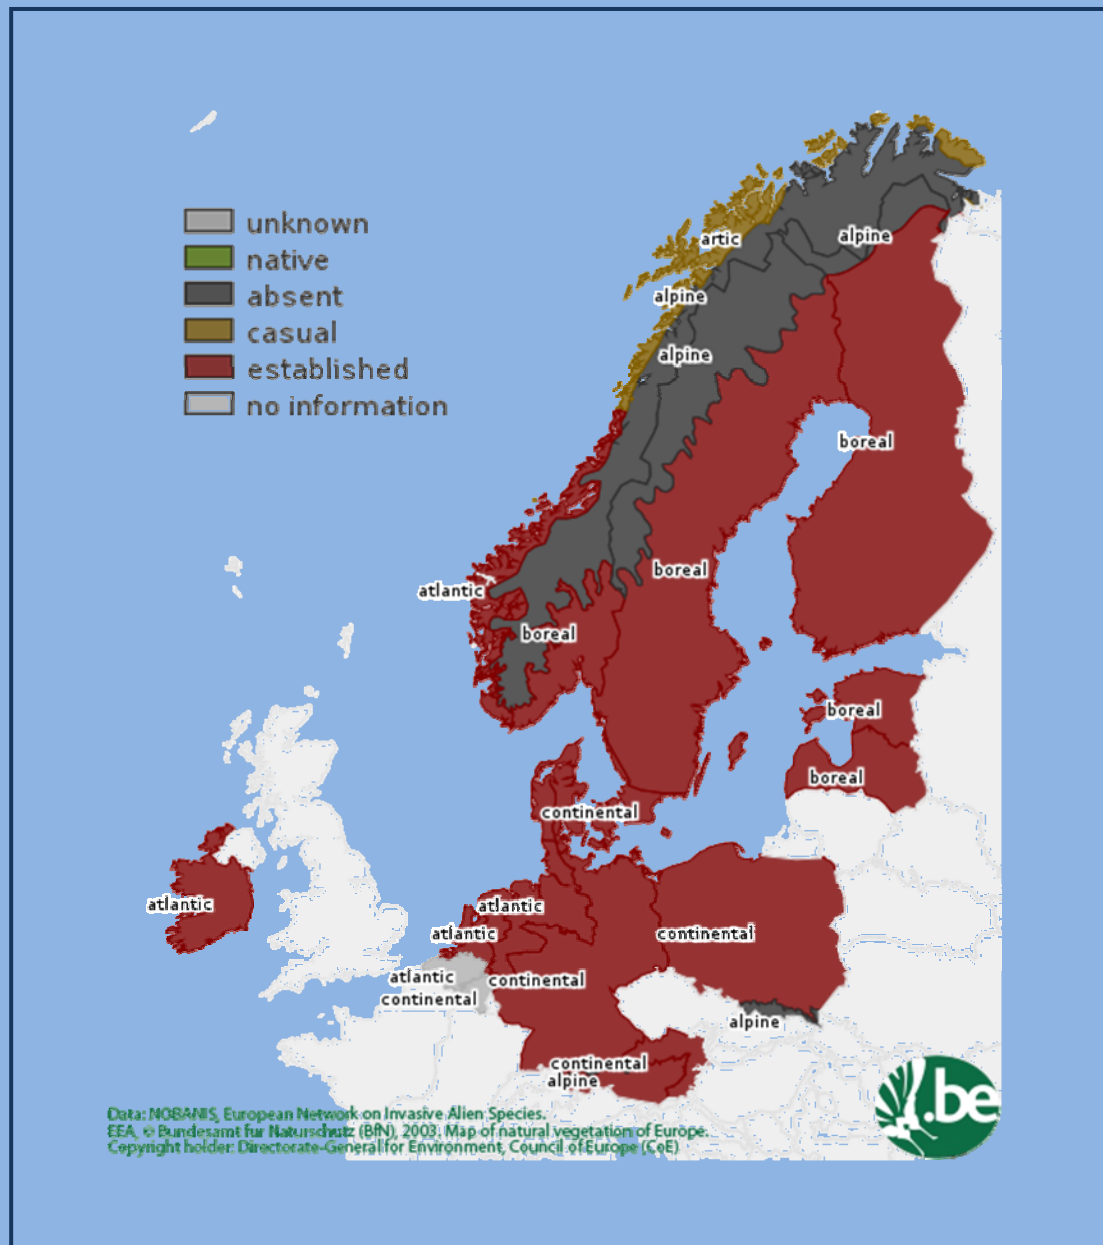 unknown
native
absent
casual
established
no information
artic
alpine
alpine
alpine
boreal
boreal
atlantic
boreal
boreal
boreal
continental
atlantic
atlantic
atlantic
continental
atlantic
continental
continental
alpine
continental
alpine
.be
Data: NOBANIS, European Network on Invasive Alien Species.
EEA, © Bundesamt fur Naturschutz (BfN), 2003. Map of natural vegetation of Europe.
Copyright holder: Directorate-General for Environment, Council of Europe (CoE)